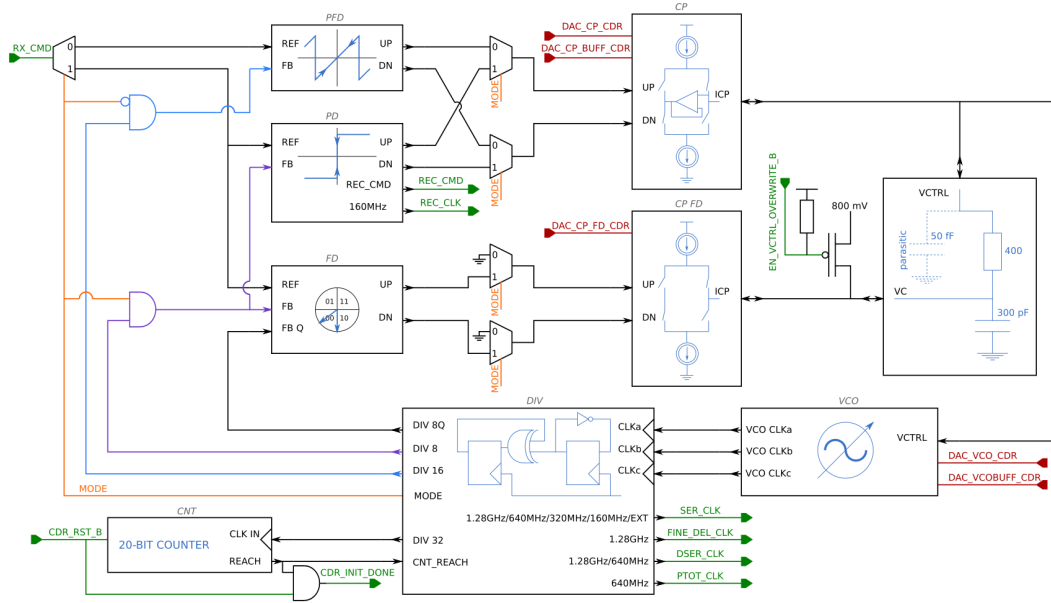 PFD
CP
RX_CMD
0
1
REF
FB
UP
DN
0
1
MODE
DAC_CP_CDR
DAC_CP_BUFF_CDR
UP
DN
ICP
PD
REF
FB
UP
DN
REC_CMD
160MHz
REC_CMD
REC_CLK
0
1
MODE
EN_VCTRL_OVERWRITE_B
800 mV
VCTRL
50 fF
parasitic
400
VC
300 pF
CP FD
DAC_CP_FD_CDR
UP
DN
ICP
FD
REF
FB
FB Q
01
11
00
10
UP
DN
0
1
MODE
0
1
MODE
DIV
DIV 8Q
DIV 8
DIV 16
MODE
MODE
CLKa
CLKb
CLKc
VCO
VCO CLKa
VCO CLKb
VCO CLKc
VCTRL
DAC_VCO_CDR
DAC_VCOBUFF_CDR
CNT
CDR_RST_B
20-BIT COUNTER
CLK IN
REACH
CDR_INIT_DONE
DIV 32
CNT_REACH
1.28GHz/640MHz/320MHz/160MHz/EXT
1.28GHz
1.28GHz/640MHz
640MHz
SER_CLK
FINE_DEL_CLK
DSER_CLK
PTOT_CLK